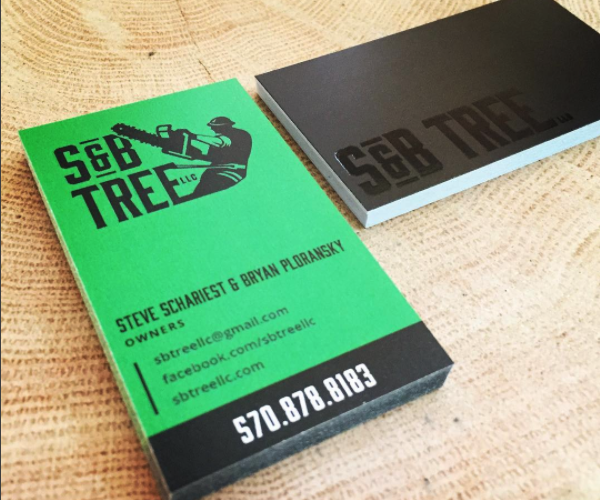 S&B
TREE LLC
STEVE SCHARIEST & BRYAN PLORANSKY
OWNERS
sbtreellc@gmail.com
facebook.com/sbtreellc
sbtreellc.com
570.878.8183
S&B TREE LLC